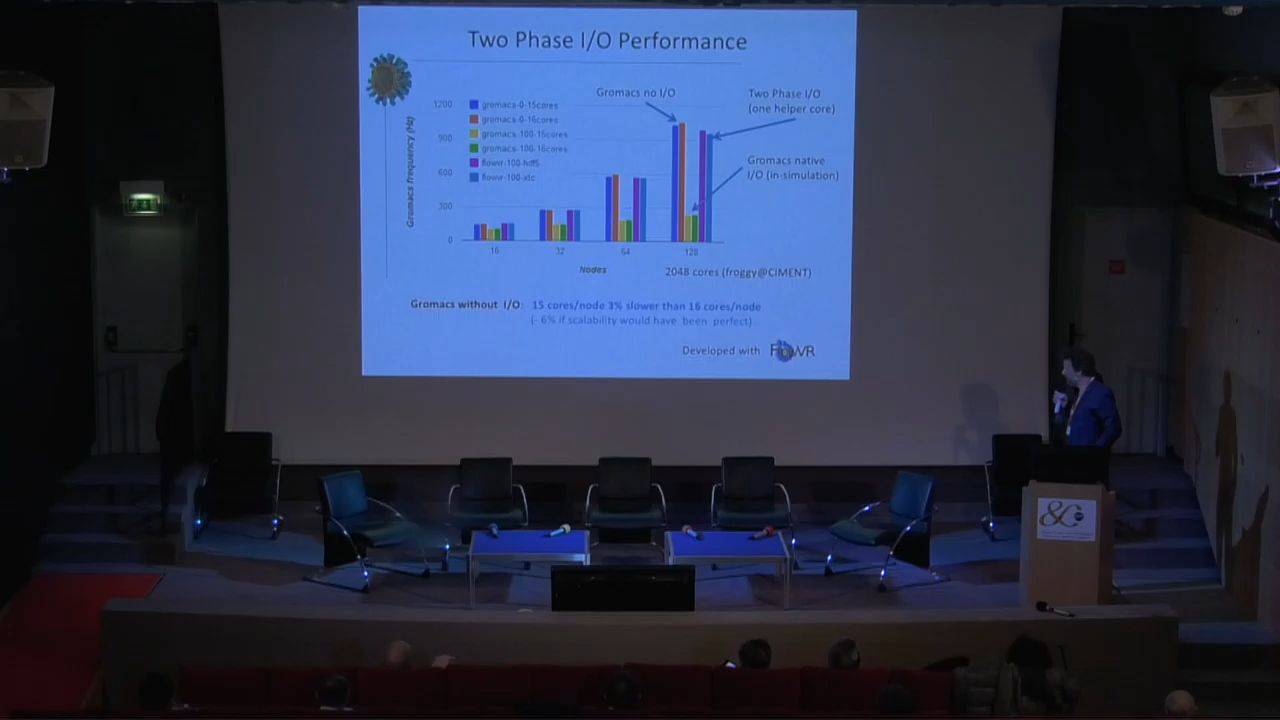 Two Phase I/O Performance
Gromacs no I/O
Two Phase I/O
(one helper core)
Gromacs native
I/O (in-simulation)
Gromacs frequency (Hz)
1200
900
600
300
0
gromacs-0-15cores
gromacs-0-16cores
gromacs-100-15cores
gromacs-100-16cores
flowvr-100-hdf5
flowvr-100-xtc
16
32
64
128
Nodes
2048 cores (froggy@CIMENT)
Gromacs without I/O: 15 cores/node 3% slower than 16 cores/node
(- 6% if scalability would have been perfect)
Developed with FlowVR
&C